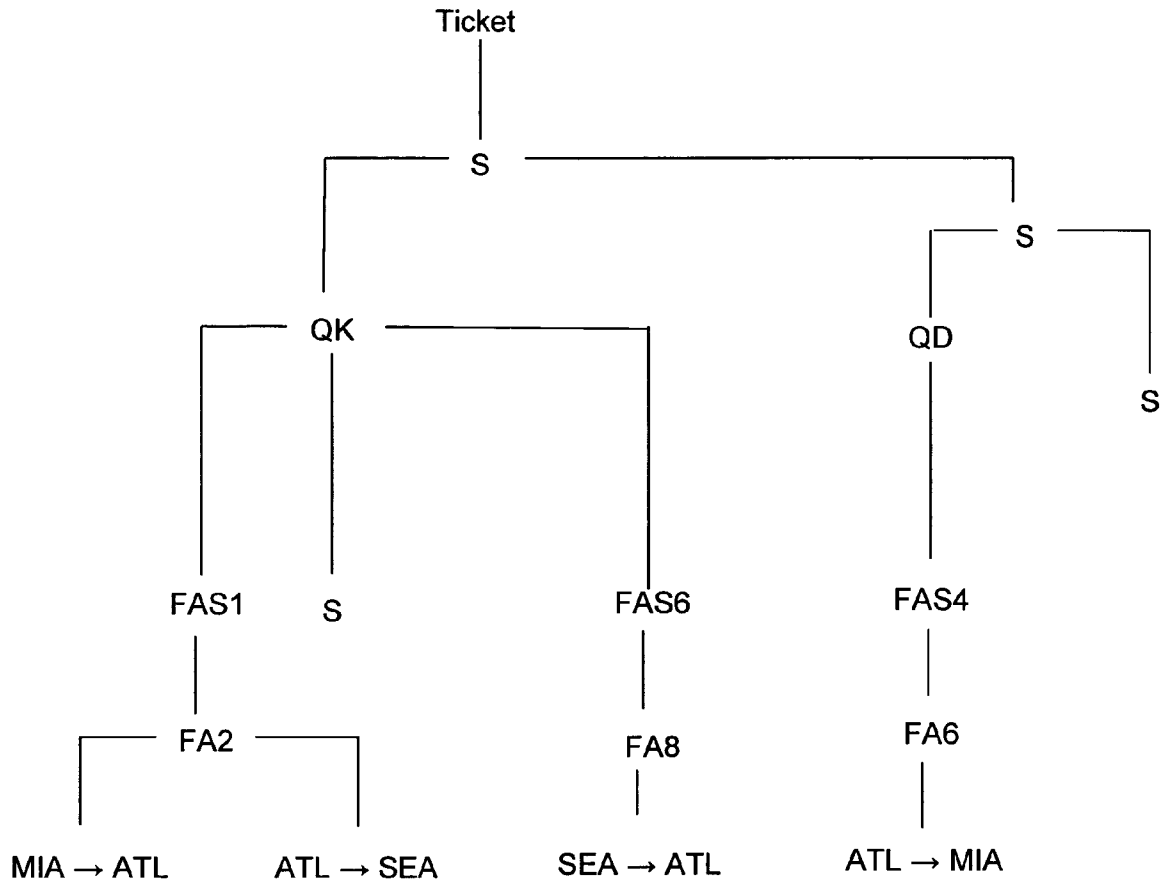 Ticket
S
S
QK
QD
S
FAS1
S
FAS6
FAS4
FA2
FA8
FA6
MIA → ATL
ATL → SEA
SEA → ATL
ATL → MIA